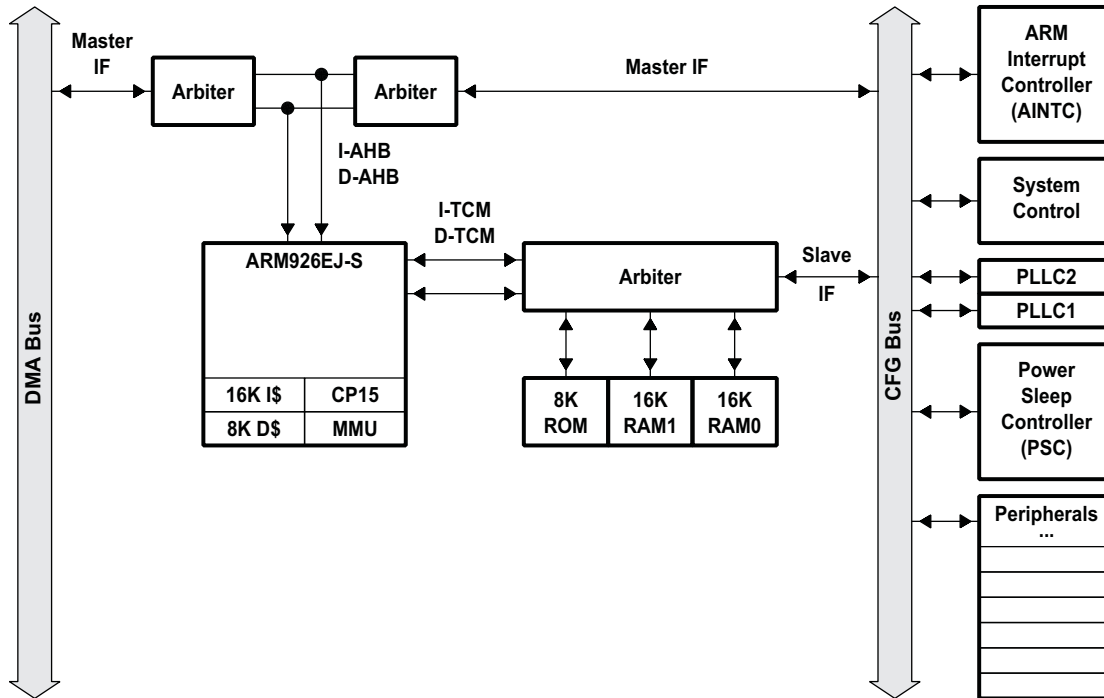 Master
IF
Arbiter
Arbiter
Master IF
ARM
Interrupt
Controller
(AINTC)
I-AHB
D-AHB
System
Control
I-TCM
D-TCM
ARM926EJ-S
Arbiter
Slave
IF
PLLC2
PLLC1
DMA Bus
CFG Bus
16K I$
CP15
8K D$
MMU
8K
ROM
16K
RAM1
16K
RAM0
Power
Sleep
Controller
(PSC)
Peripherals
...